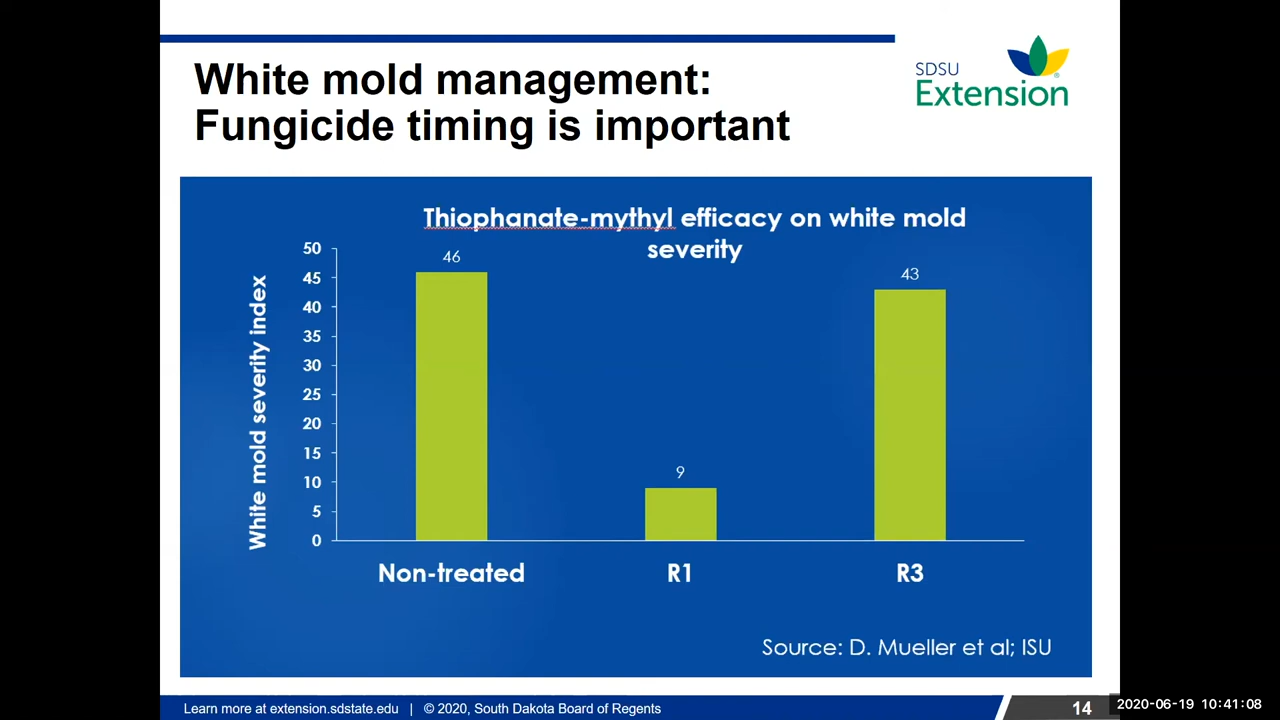 White mold management:
Fungicide timing is important
SDSU
Extension
®
Thiophanate-mythyl efficacy on white mold
severity
White mold severity index
50
45
40
35
30
25
20
15
10
5
0
46
9
43
Non-treated
R1
R3
Source: D. Mueller et al; ISU
Learn more at extension.sdstate.edu | © 2020, South Dakota Board of Regents
14
2020-06-19 10:41:08